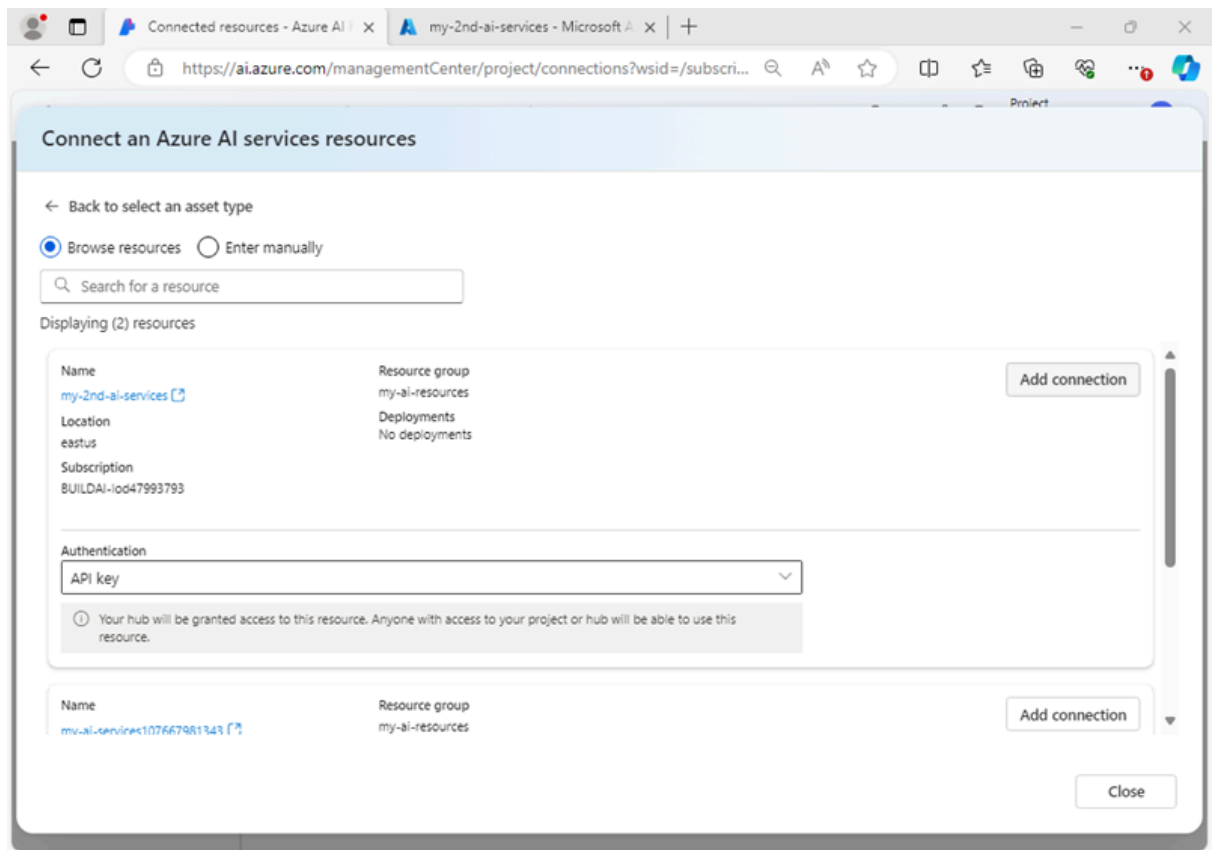 Connected resources - Azure AI
my-2nd-ai-services - Microsoft A
https://ai.azure.com/managementCenter/project/connections?wsid=/subscri...
Project
Connect an Azure AI services resources
Back to select an asset type
Browse resources
Enter manually
Search for a resource
Displaying (2) resources
Name
Resource group
Add connection
my-2nd-ai-services
my-ai-resources
Location
Deployments
eastus
No deployments
Subscription
BUILDAI-lod47993793
Authentication
API key
Your hub will be granted access to this resource. Anyone with access to your project or hub will be able to use this
resource.
Name
Resource group
Add connection
my-ai-services107667981343
my-ai-resources
Close